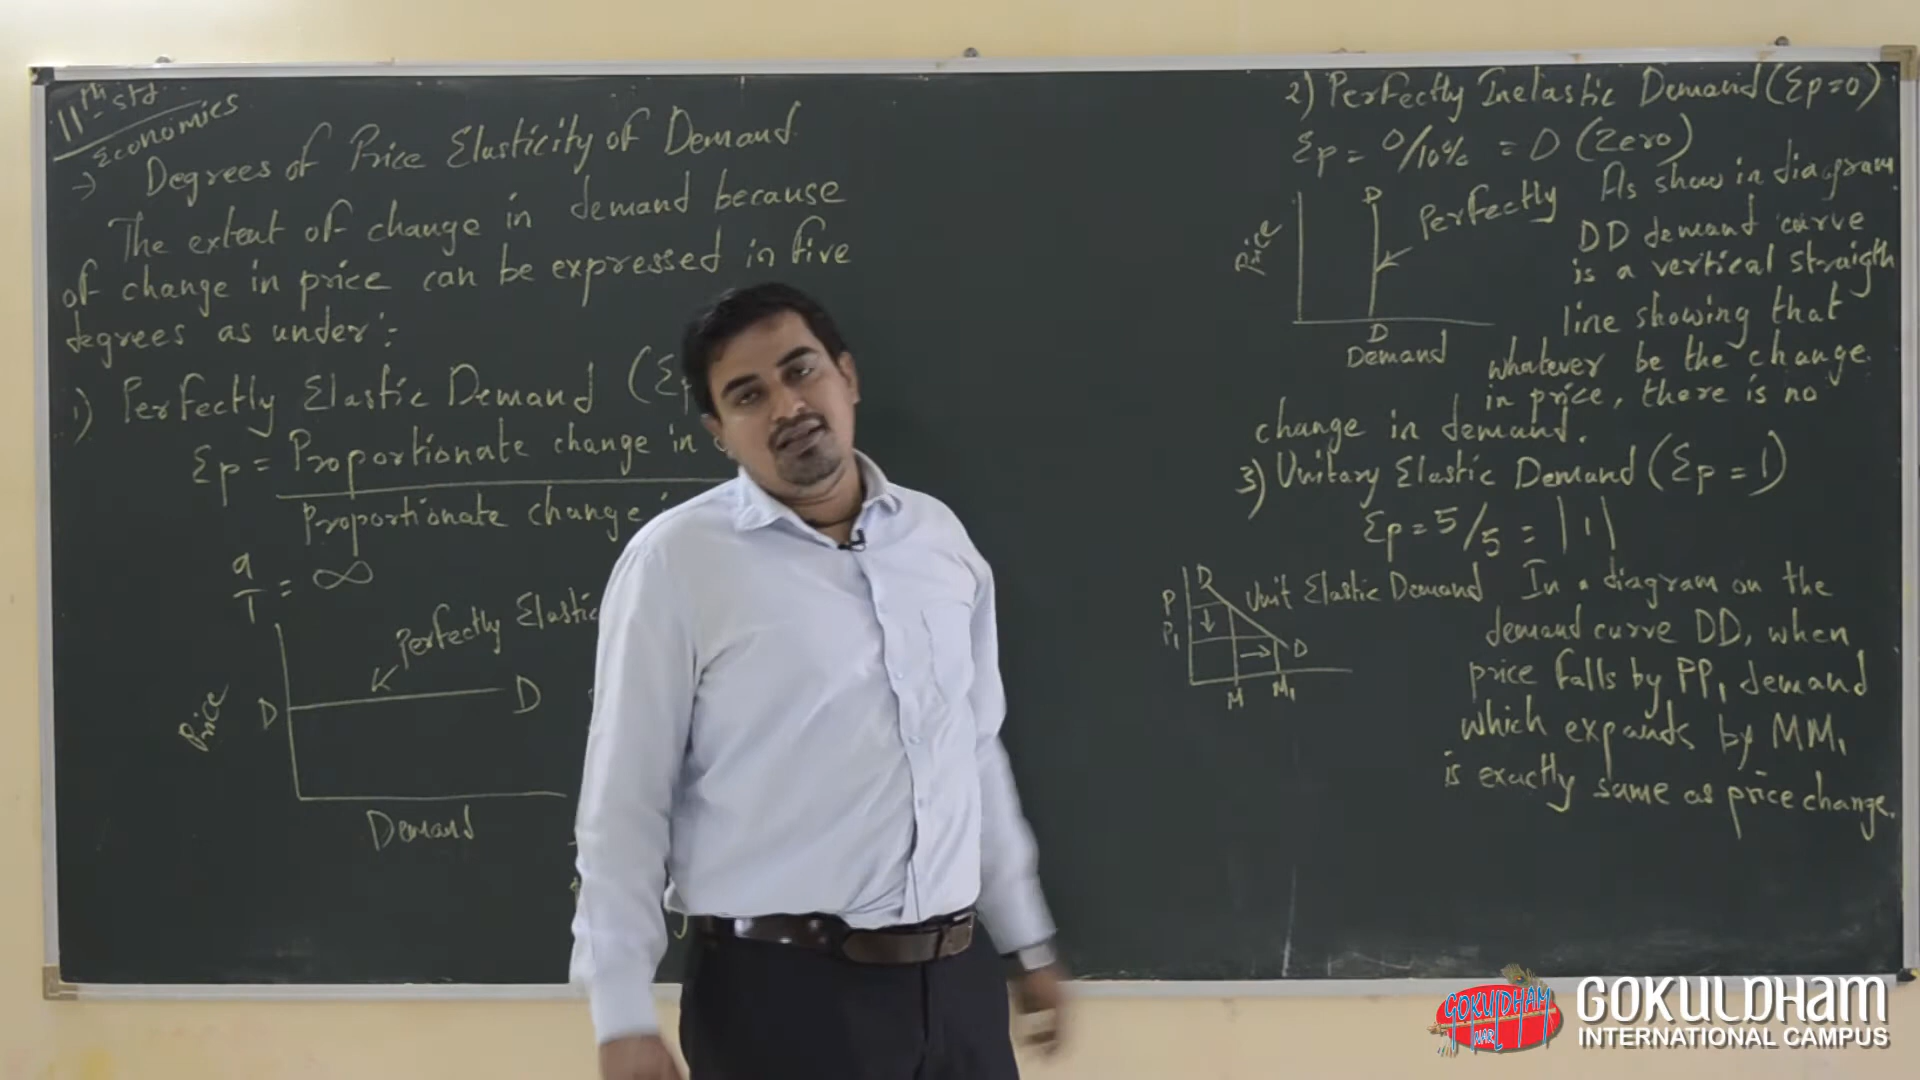 11th std
Economics
→ Degrees of Price Elasticity of Demand
The extent of change in demand because
of change in price can be expressed in five
degrees as under:-
1) Perfectly Elastic Demand (Ep
Ep = Proportionate change in
Proportionate change
= ∞
Perfectly Elastic
Price
D
D
Demand
2) Perfectly Inelastic Demand (Ep=0)
Ep = 0/10% = 0 (Zero)
Price
D
Perfectly
D
Demand
As show in diagram
DD demand curve
is a vertical straigth
line showing that
whatever be the change
in price, there is no
change in demand.
3) Unitary Elastic Demand (Ep = 1)
Ep = 5/5 = |1|
P
P1
D
Unit Elastic Demand
D
M
M1
In a diagram on the
demand curve DD, when
price falls by PP1 demand
which expands by MM1
is exactly same as price change.
GOKULDHAM NAR
GOKULDHAM
INTERNATIONAL CAMPUS